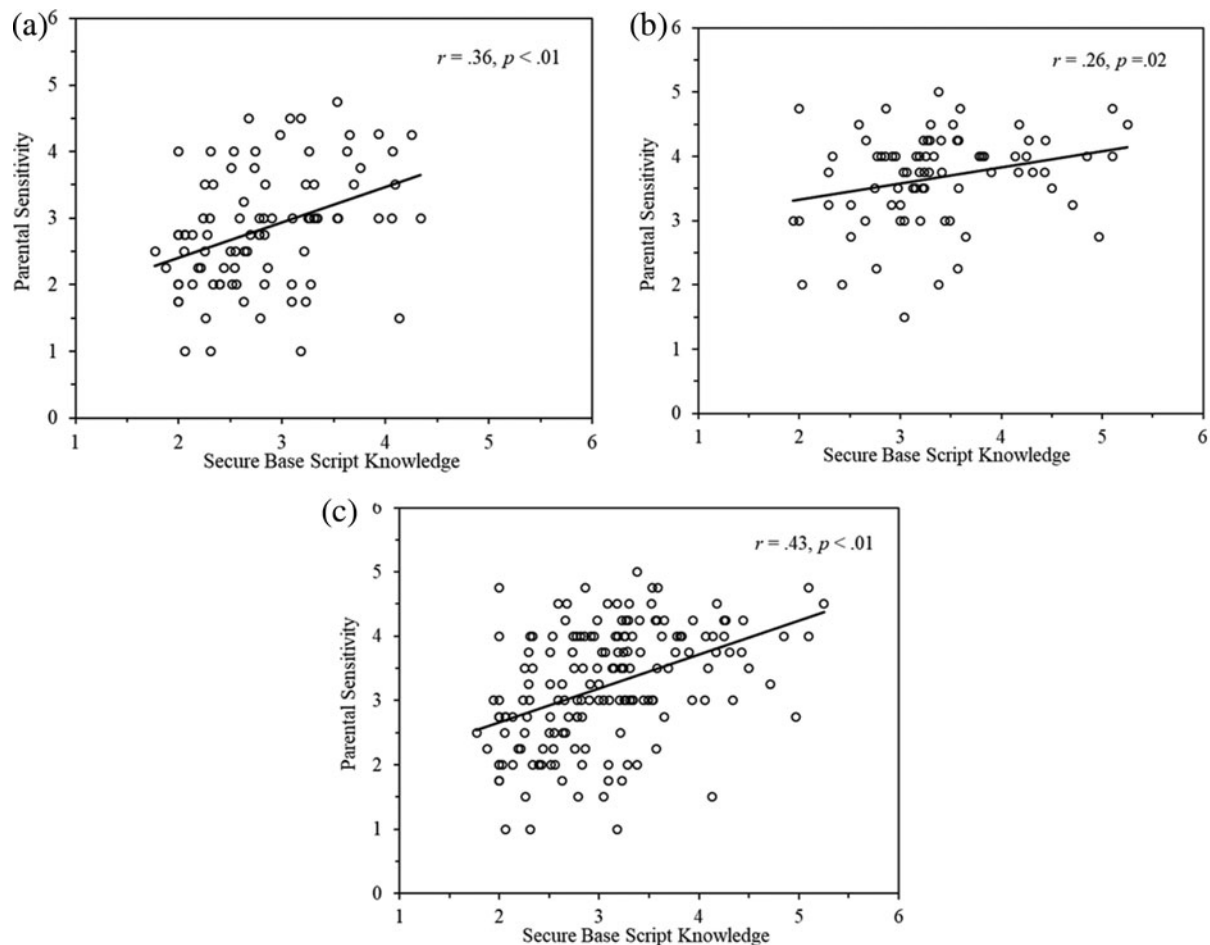 (a)
6
5
4
3
2
1
0
Parental Sensitivity
r = .36, p < .01
1 2 3 4 5 6
Secure Base Script Knowledge
(b)
6
5
4
3
2
1
0
Parental Sensitivity
r = .26, p =.02
1 2 3 4 5 6
Secure Base Script Knowledge
(c)
6
5
4
3
2
1
0
Parental Sensitivity
r = .43, p < .01
1 2 3 4 5 6
Secure Base Script Knowledge